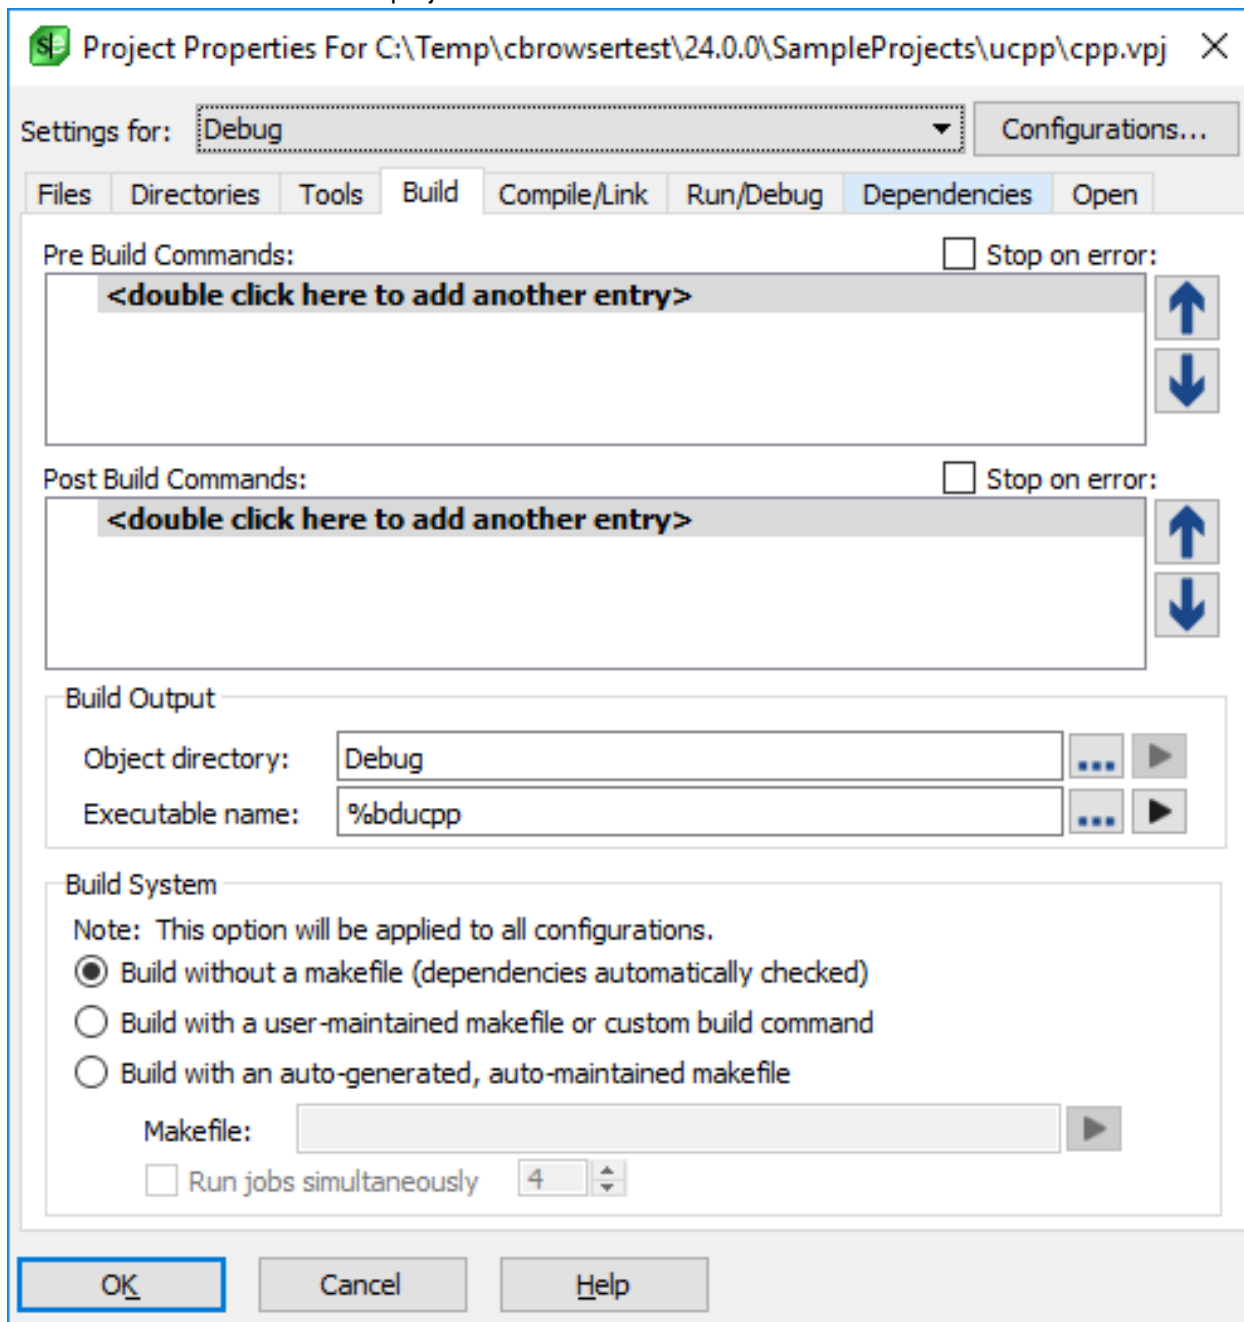 Project Properties For C:\Temp\cbrowsertest\24.0.0\SampleProjects\ucpp\cpp.vpj
Settings for: Debug Configurations...
Files Directories Tools Build Compile/Link Run/Debug Dependencies Open
Pre Build Commands: Stop on error:
<double click here to add another entry>
Post Build Commands: Stop on error:
<double click here to add another entry>
Build Output
Object directory: Debug ...
Executable name: %bducpp ...
Build System
Note: This option will be applied to all configurations.
Build without a makefile (dependencies automatically checked)
Build with a user-maintained makefile or custom build command
Build with an auto-generated, auto-maintained makefile
Makefile:
Run jobs simultaneously 4
OK Cancel Help